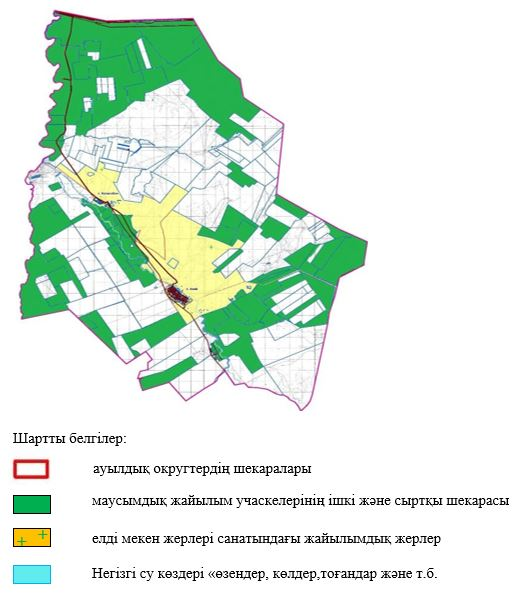 Шартты белгілер:
ауылдық округтердің шекаралары
маусымдық жайылым учаскелерінің ішкі және сыртқы шекарасы
елді мекен жерлері санатындағы жайылымдық жерлер
Негізгі су көздері «өзендер, көлдер,тоғандар және т.б.